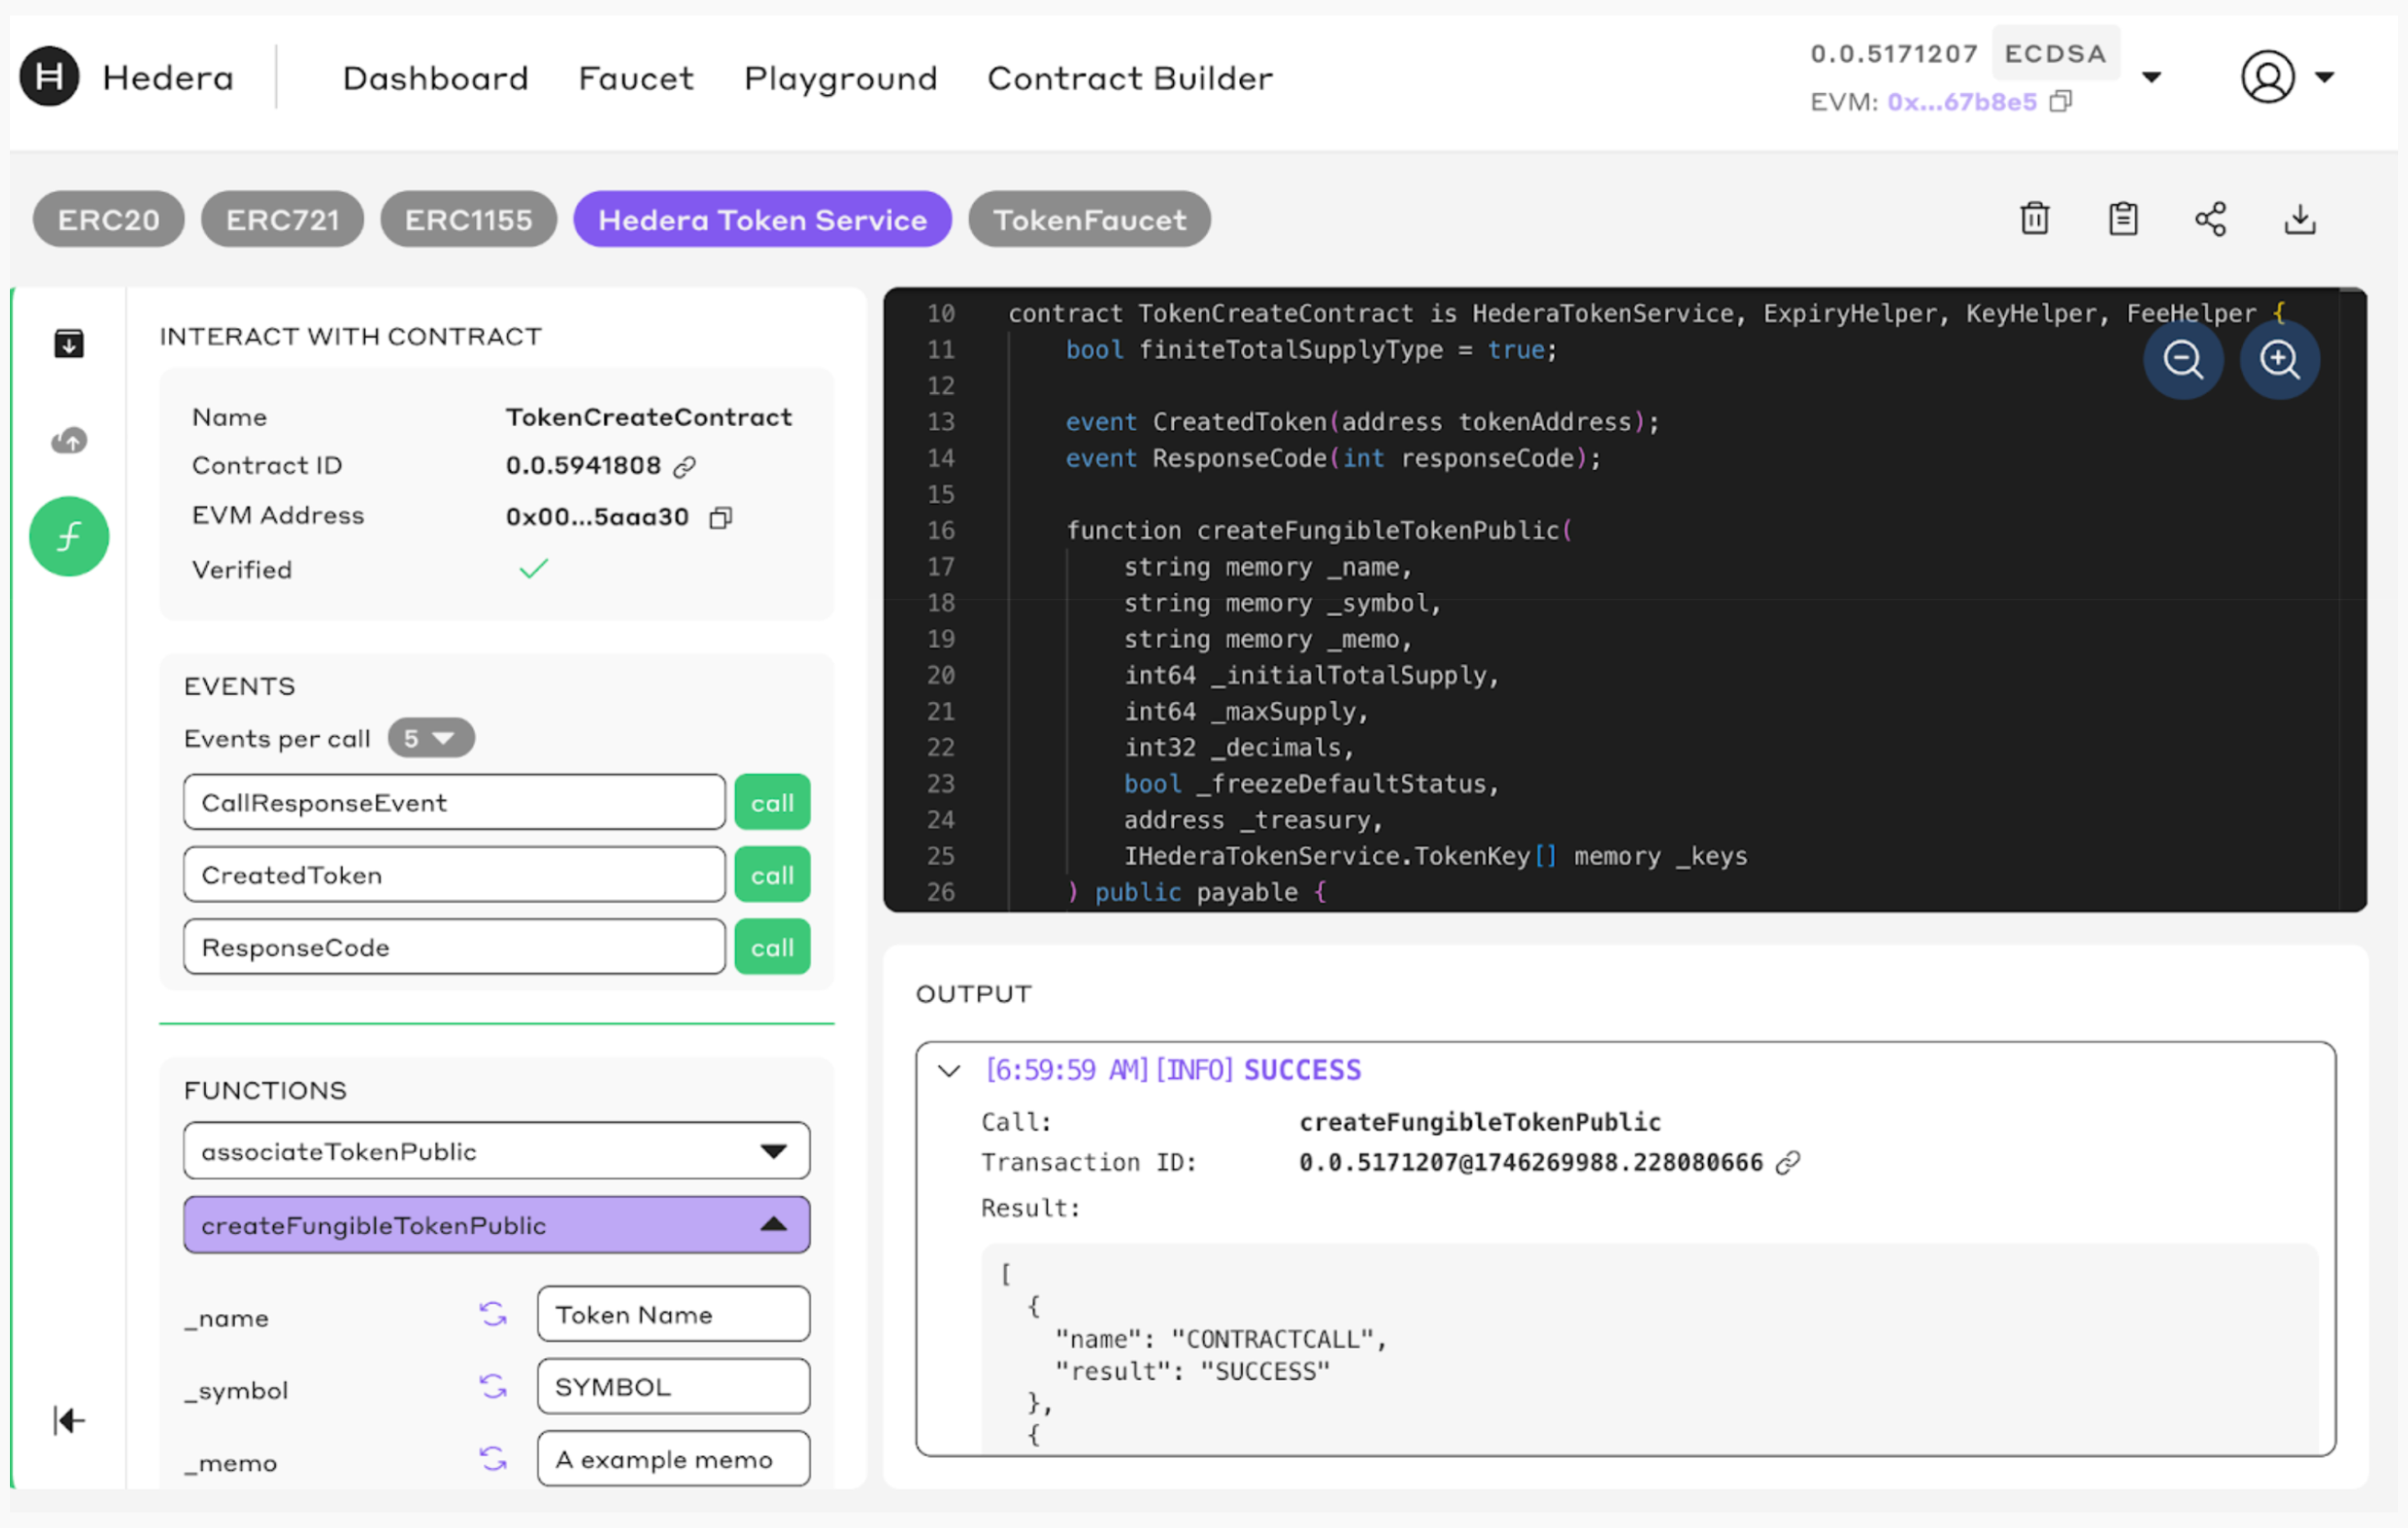 H Hedera Dashboard Faucet Playground Contract Builder
0.0.5171207 ECDSA
EVM: 0x...67b8e5
ERC20 ERC721 ERC1155 Hedera Token Service TokenFaucet
INTERACT WITH CONTRACT
Name TokenCreateContract
Contract ID 0.0.5941808
EVM Address 0x00...5aaa30
Verified
EVENTS
Events per call 5
CallResponseEvent call
CreatedToken call
ResponseCode call
FUNCTIONS
associateTokenPublic
createFungibleTokenPublic
_name Token Name
_symbol SYMBOL
_memo A example memo
10 contract TokenCreateContract is HederaTokenService, ExpiryHelper, KeyHelper, FeeHelper {
11 bool finiteTotalSupplyType = true;
12
13 event CreatedToken(address tokenAddress);
14 event ResponseCode(int responseCode);
15
16 function createFungibleTokenPublic(
17 string memory _name,
18 string memory _symbol,
19 string memory _memo,
20 int64 _initialTotalSupply,
21 int64 _maxSupply,
22 int32 _decimals,
23 bool _freezeDefaultStatus,
24 address _treasury,
25 IHederaTokenService.TokenKey[] memory _keys
26 ) public payable {
OUTPUT
[6:59:59 AM][INFO] SUCCESS
Call: createFungibleTokenPublic
Transaction ID: 0.0.5171207@1746269988.228080666
Result:
[
{
"name": "CONTRACTCALL",
"result": "SUCCESS"
},
{